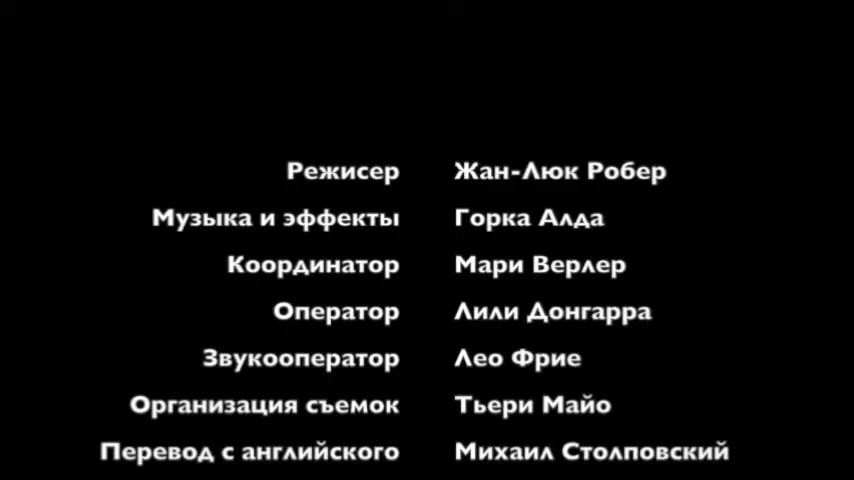 Режисер Жан-Люк Робер
Музыка и эффекты Горка Алда
Координатор Мари Верлер
Оператор Лили Донгарра
Звукооператор Лео Фрие
Организация съемок Тьери Майо
Перевод с английского Михаил Столповский